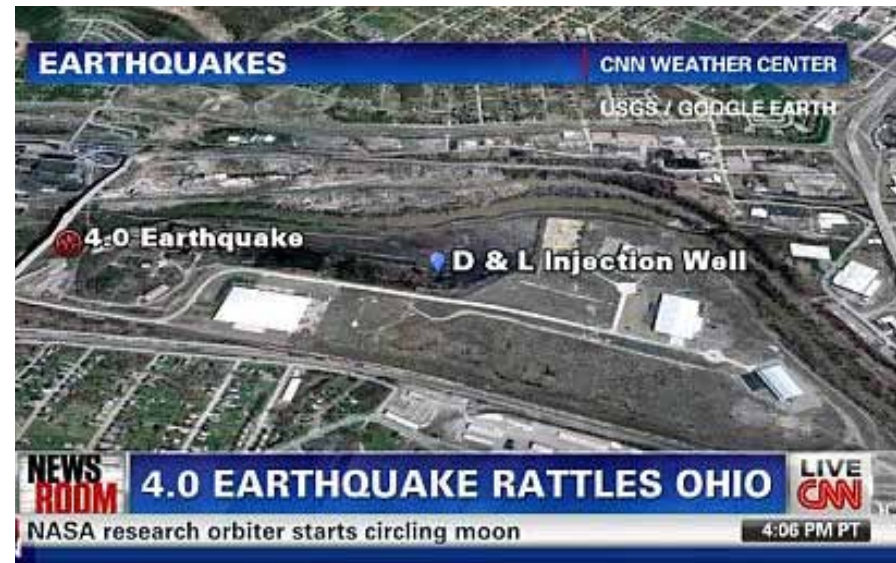 EARTHQUAKES
CNN WEATHER CENTER
USGS / GOOGLE EARTH
4.0 Earthquake
D & L Injection Well
NEWS ROOM
4.0 EARTHQUAKE RATTLES OHIO
LIVE
CNN
NASA research orbiter starts circling moon
4:06 PM PT